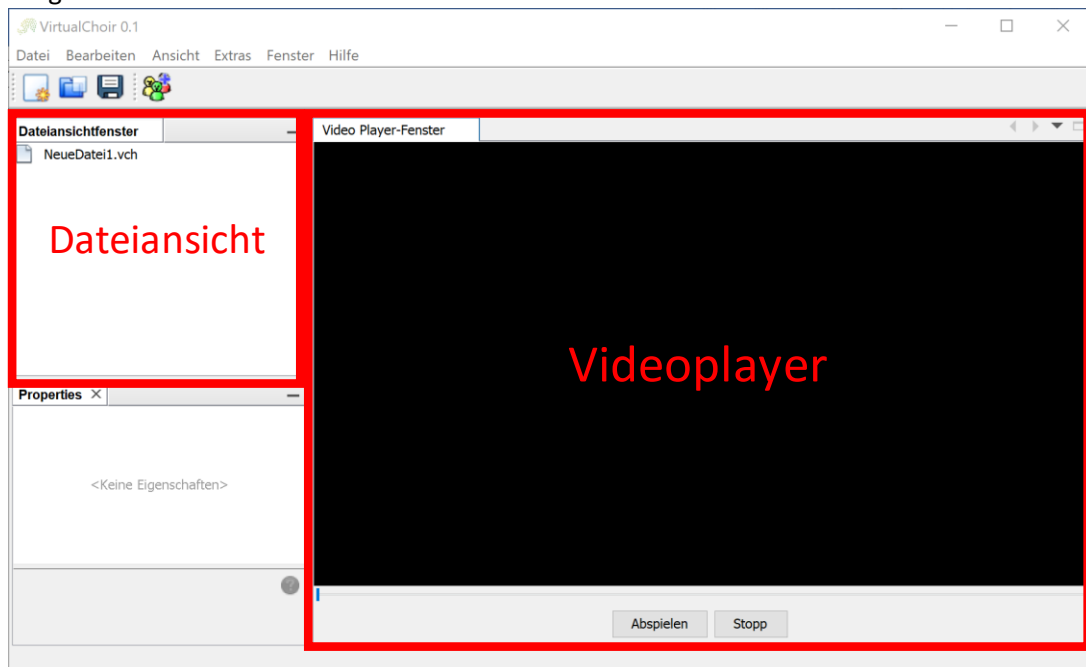 VirtualChoir 0.1
Datei Bearbeiten Ansicht Extras Fenster Hilfe
Dateiansichtfenster
Video Player-Fenster
NeueDatei1.vch
Dateiansicht
Videoplayer
Properties
<Keine Eigenschaften>
Abspielen Stopp